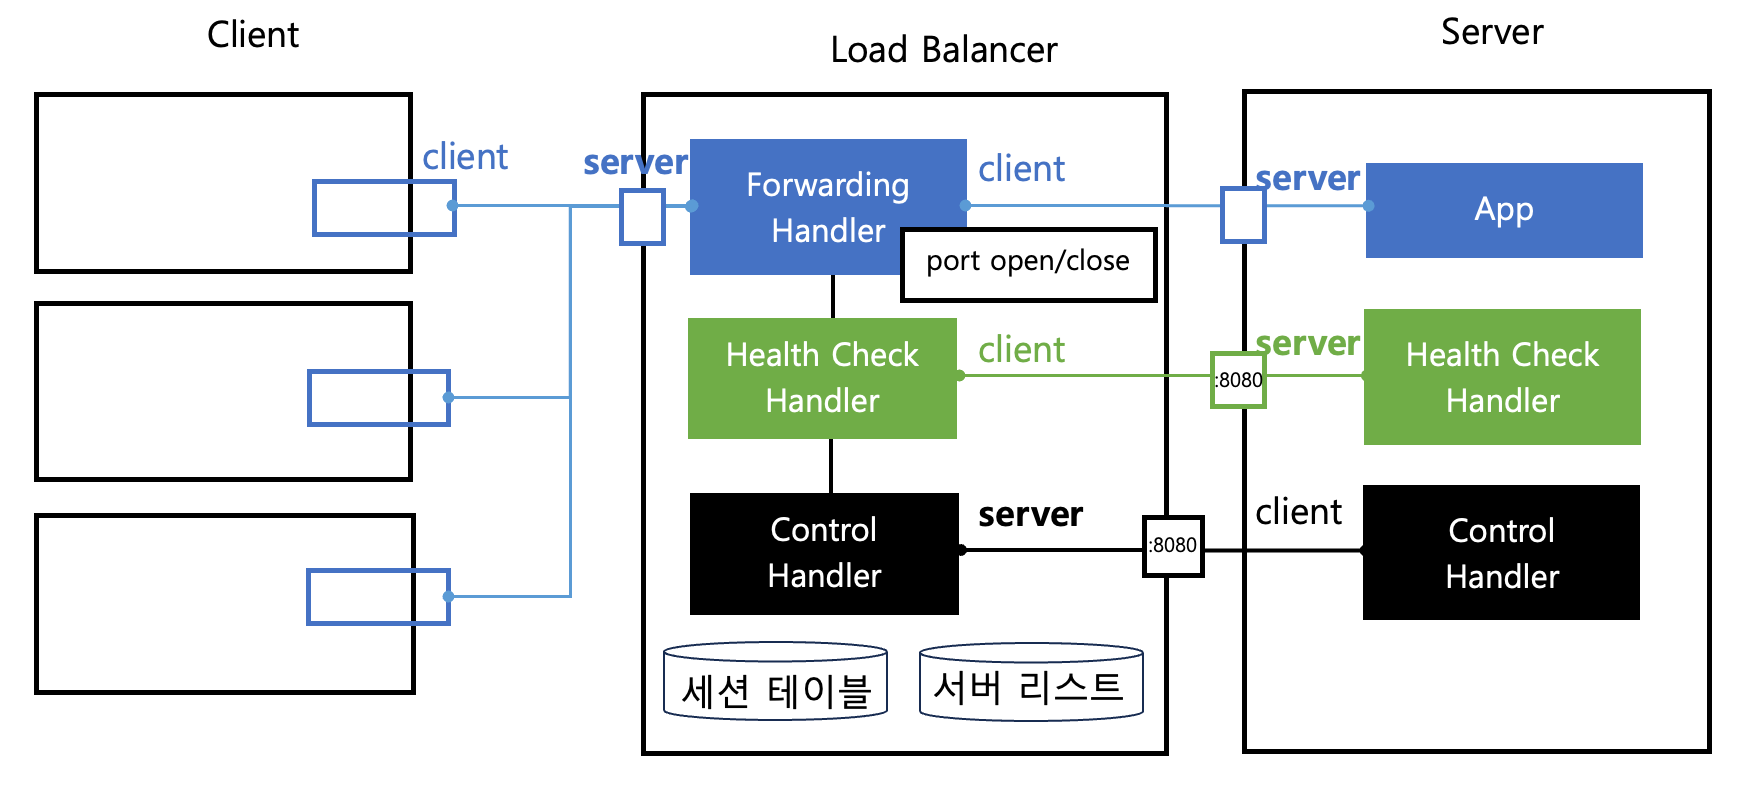 Client
Load Balancer
Server
client
server
Forwarding
Handler
client
server
App
port open/close
Health Check
Handler
client
server
:8080
Health Check
Handler
Control
Handler
server
:8080
client
Control
Handler
세션 테이블
서버 리스트